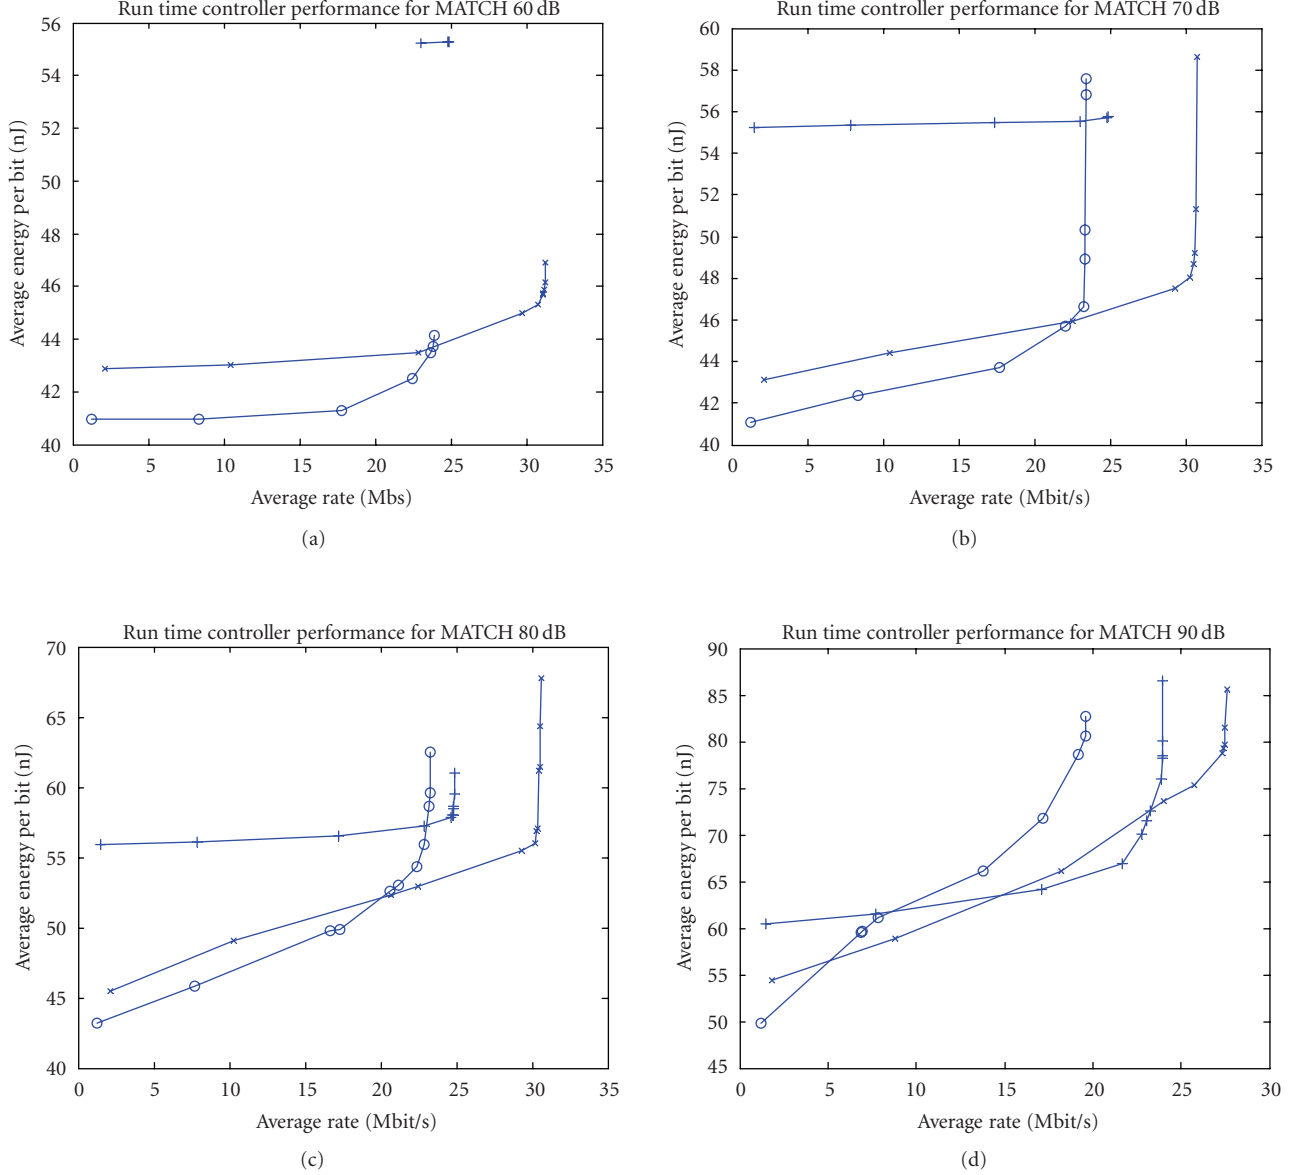 Run time controller performance for MATCH 60 dB
56
54
52
50
48
46
44
42
40
Average energy per bit (nJ)
0 5 10 15 20 25 30 35
Average rate (Mbs)
(a)
Run time controller performance for MATCH 70 dB
60
58
56
54
52
50
48
46
44
42
40
Average energy per bit (nJ)
0 5 10 15 20 25 30 35
Average rate (Mbit/s)
(b)
Run time controller performance for MATCH 80 dB
70
65
60
55
50
45
40
Average energy per bit (nJ)
0 5 10 15 20 25 30 35
Average rate (Mbit/s)
(c)
Run time controller performance for MATCH 90 dB
90
85
80
75
70
65
60
55
50
45
Average energy per bit (nJ)
0 5 10 15 20 25 30
Average rate (Mbit/s)
(d)